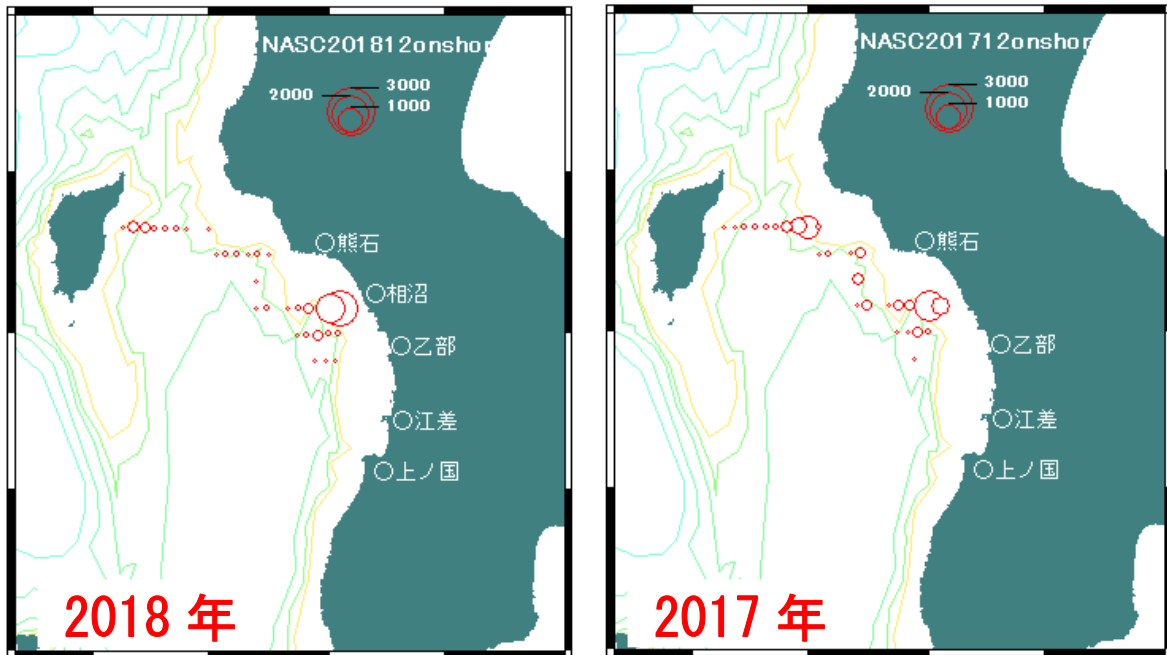 NASC201812onshor
3000
2000
1000
○熊石
○相沼
○乙部
○江差
○上ノ国
2018 年
NASC201712onshor
3000
2000
1000
○熊石
○乙部
○江差
○上ノ国
2017 年